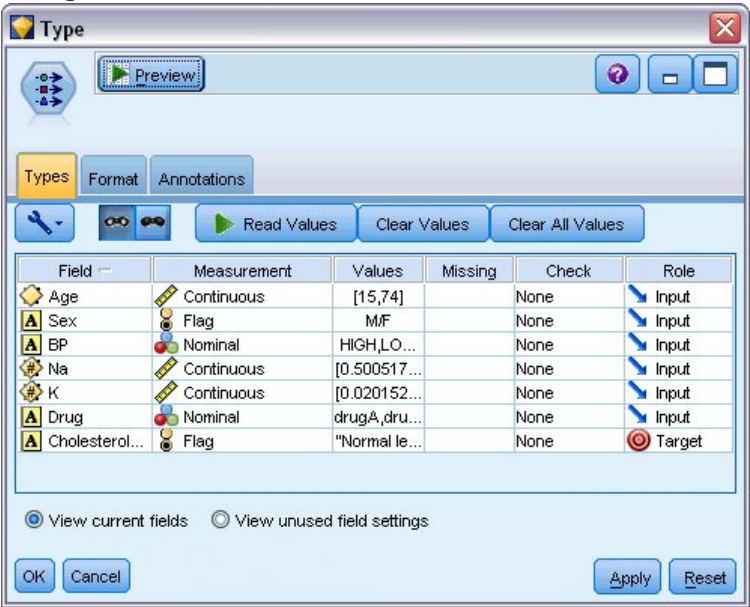 Type
Preview
Types Format Annotations
Read Values Clear Values Clear All Values
Field Measurement Values Missing Check Role
Age Continuous [15,74] None Input
A Sex Flag M/F None Input
A BP Nominal HIGH,LO... None Input
# Na Continuous [0.500517... None Input
# K Continuous [0.020152... None Input
A Drug Nominal drugA,dru... None Input
A Cholesterol... Flag "Normal le... None Target
View current fields View unused field settings
OK Cancel Apply Reset